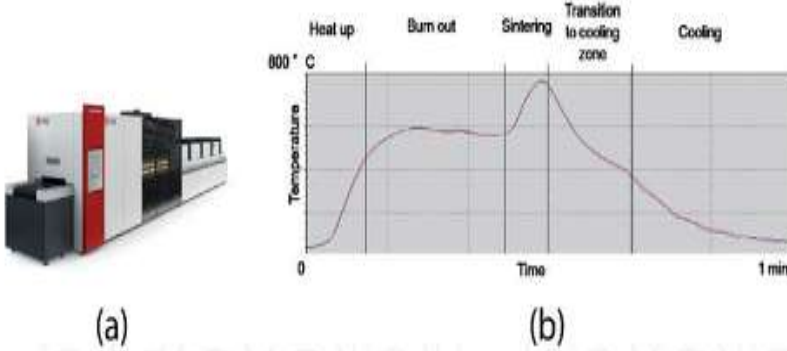 Heat up
Burn out
Sintering
Transition
to cooling
zone
Cooling
800 ° C
Temperature
0
Time
1 min
(a)
(b)